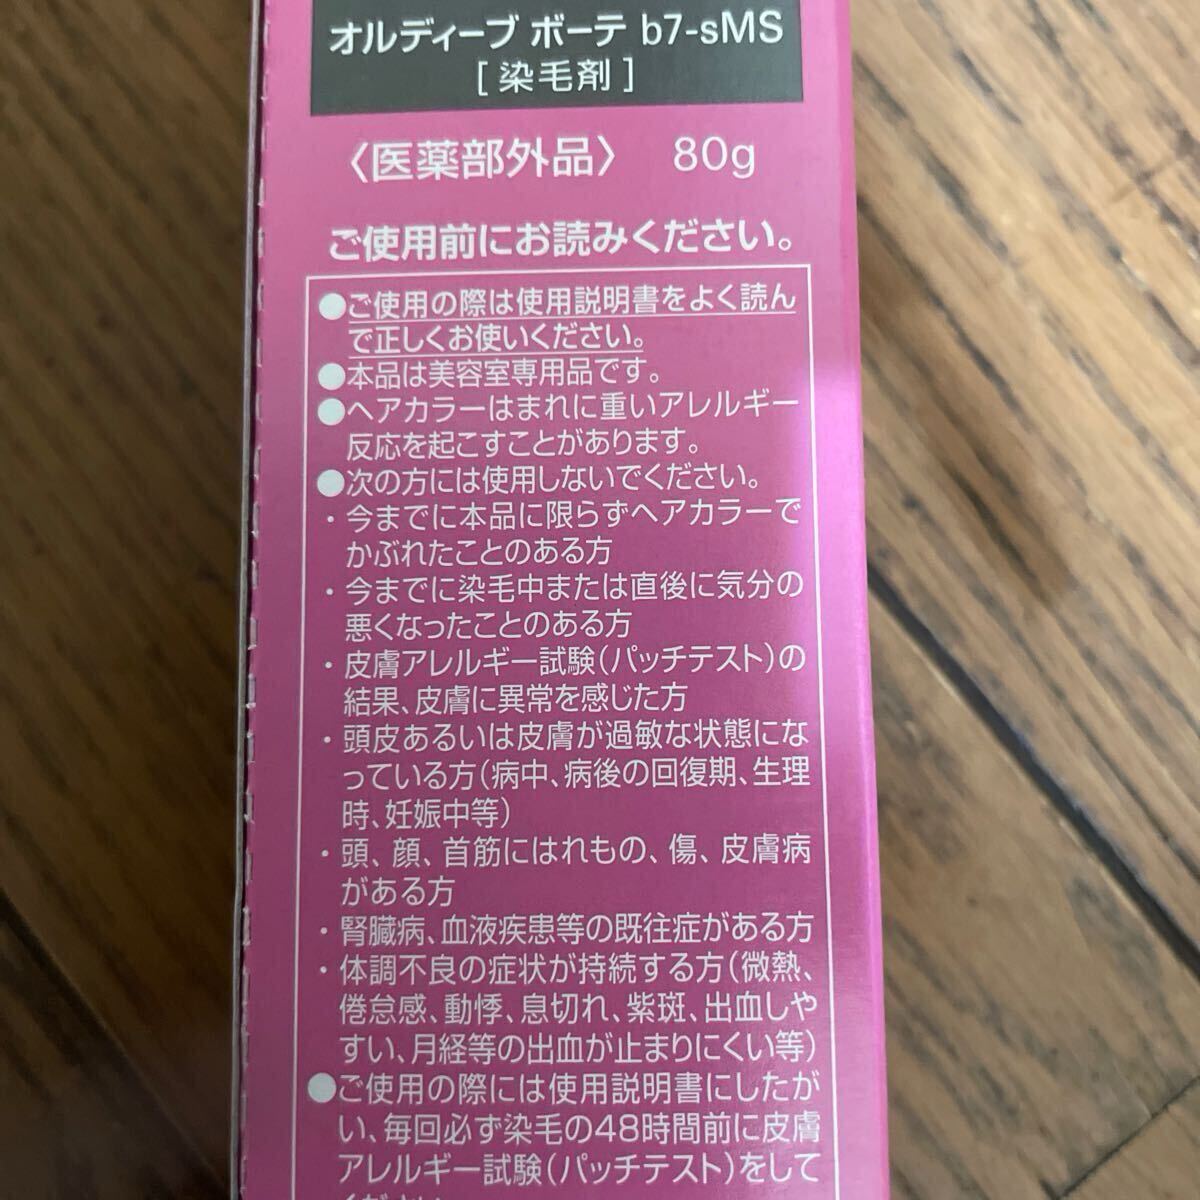 オルディーブ ボーテ b7-sMS
[ 染毛剤 ]
〈医薬部外品〉 80g
ご使用前にお読みください。
●ご使用の際は使用説明書をよく読ん
で正しくお使いください。
●本品は美容室専用品です。
●ヘアカラーはまれに重いアレルギー
反応を起こすことがあります。
●次の方には使用しないでください。
・今までに本品に限らずヘアカラーで
かぶれたことのある方
・今までに染毛中または直後に気分の
悪くなったことのある方
・皮膚アレルギー試験(パッチテスト)の
結果、皮膚に異常を感じた方
・頭皮あるいは皮膚が過敏な状態にな
っている方(病中、病後の回復期、生理
時、妊娠中等)
・頭、顔、首筋にはれもの、傷、皮膚病
がある方
・腎臓病、血液疾患等の既往症がある方
・体調不良の症状が持続する方(微熱、
倦怠感、動悸、息切れ、紫斑、出血しや
すい、月経等の出血が止まりにくい等)
●ご使用の際には使用説明書にしたが
い、毎回必ず染毛の48時間前に皮膚
アレルギー試験(パッチテスト)をして